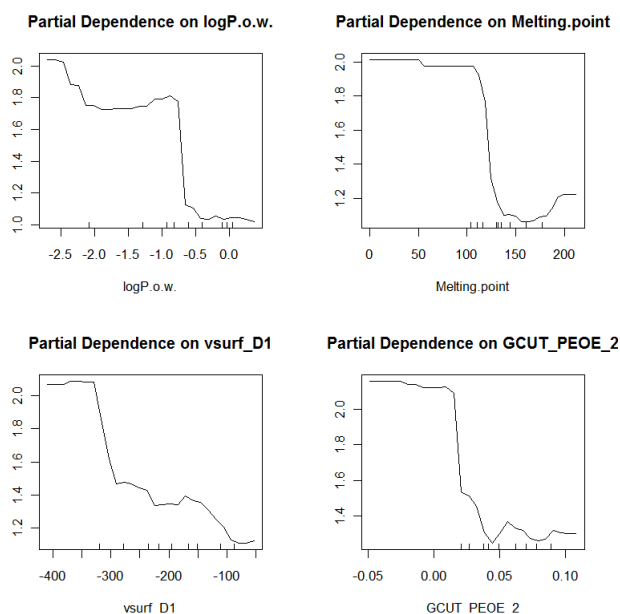 Partial Dependence on logP.o.w.
1.0 1.2 1.4 1.6 1.8 2.0
-2.5 -2.0 -1.5 -1.0 -0.5 0.0
logP.o.w.
Partial Dependence on Melting.point
1.2 1.4 1.6 1.8 2.0
0 50 100 150 200
Melting.point
Partial Dependence on vsurf_D1
1.2 1.4 1.6 1.8 2.0
-400 -300 -200 -100
vsurf_D1
Partial Dependence on GCUT_PEOE_2
1.4 1.6 1.8 2.0
-0.05 0.00 0.05 0.10
GCUT_PEOE_2